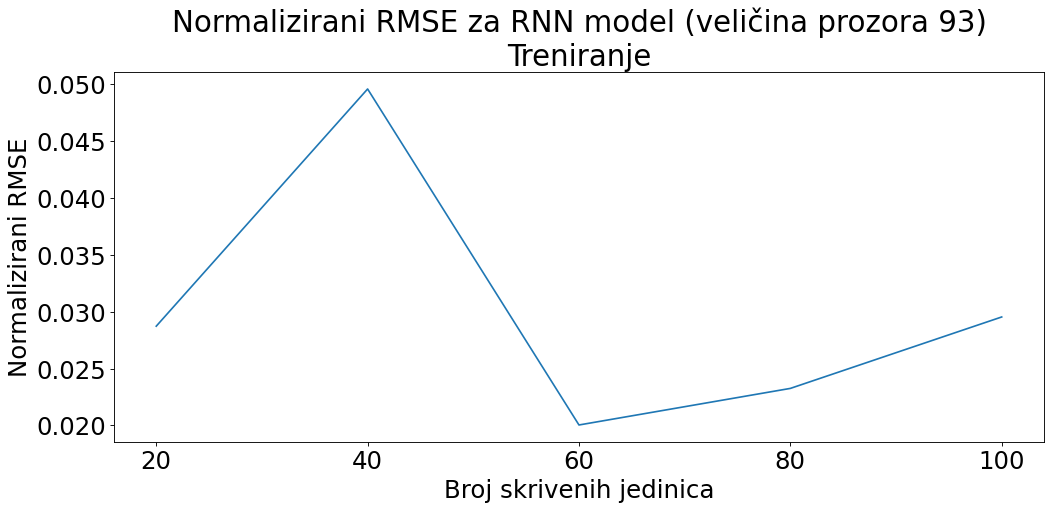 Normalizirani RMSE za RNN model (veličina prozora 93)
Treniranje
Normalizirani RMSE
0.050
0.045
0.040
0.035
0.030
0.025
0.020
20 40 60 80 100
Broj skrivenih jedinica